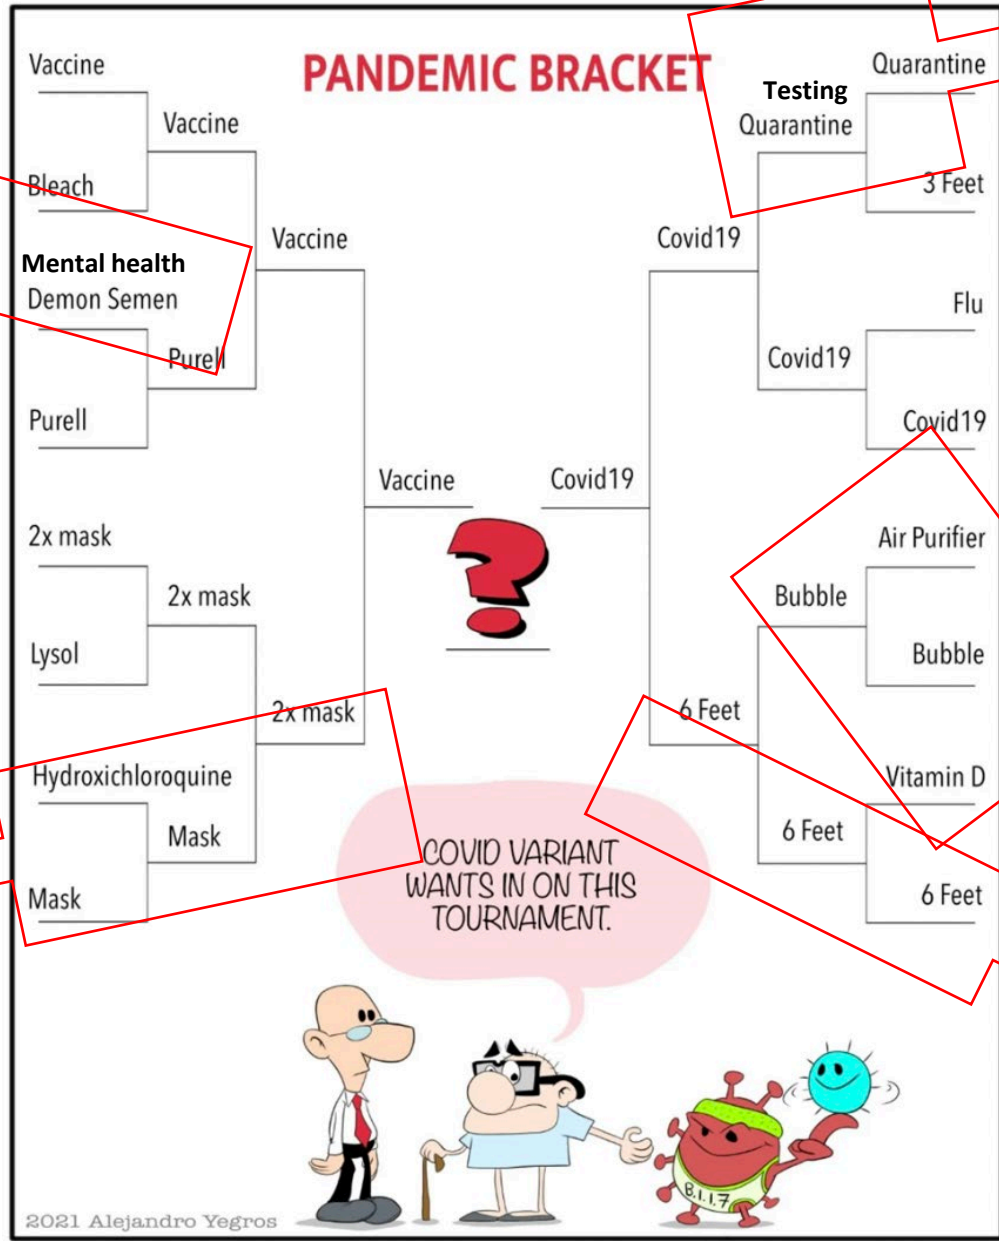 PANDEMIC BRACKET
Vaccine
Vaccine
Bleach
Vaccine
Mental health
Demon Semen
Purell
Purell
Vaccine
2x mask
2x mask
Lysol
2x mask
Hydroxichloroquine
Mask
Mask
Quarantine
Testing
Quarantine
3 Feet
Covid19
Flu
Covid19
Covid19
Covid19
Air Purifier
Bubble
Bubble
6 Feet
Vitamin D
6 Feet
6 Feet
COVID VARIANT
WANTS IN ON THIS
TOURNAMENT.
B.1.1.7
2021 Alejandro Yegros